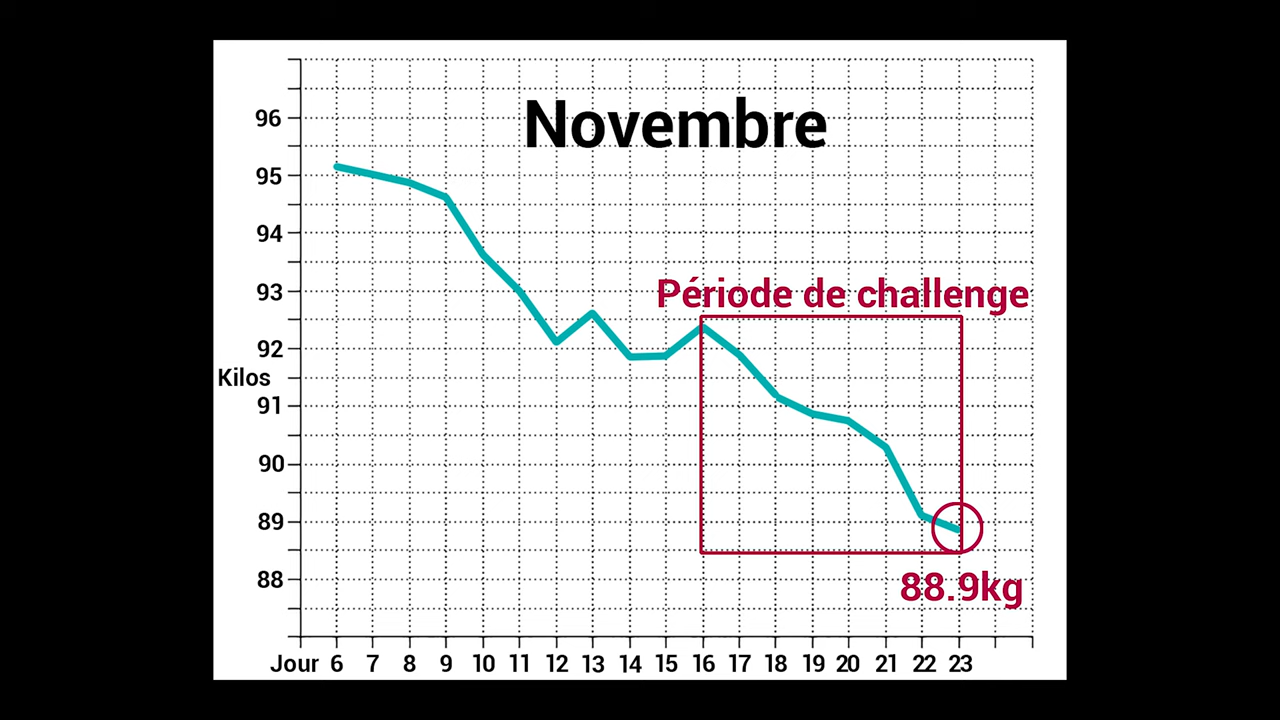 Novembre
96
95
94
93
92
Kilos
91
90
89
88
Période de challenge
88.9kg
Jour 6 7 8 9 10 11 12 13 14 15 16 17 18 19 20 21 22 23